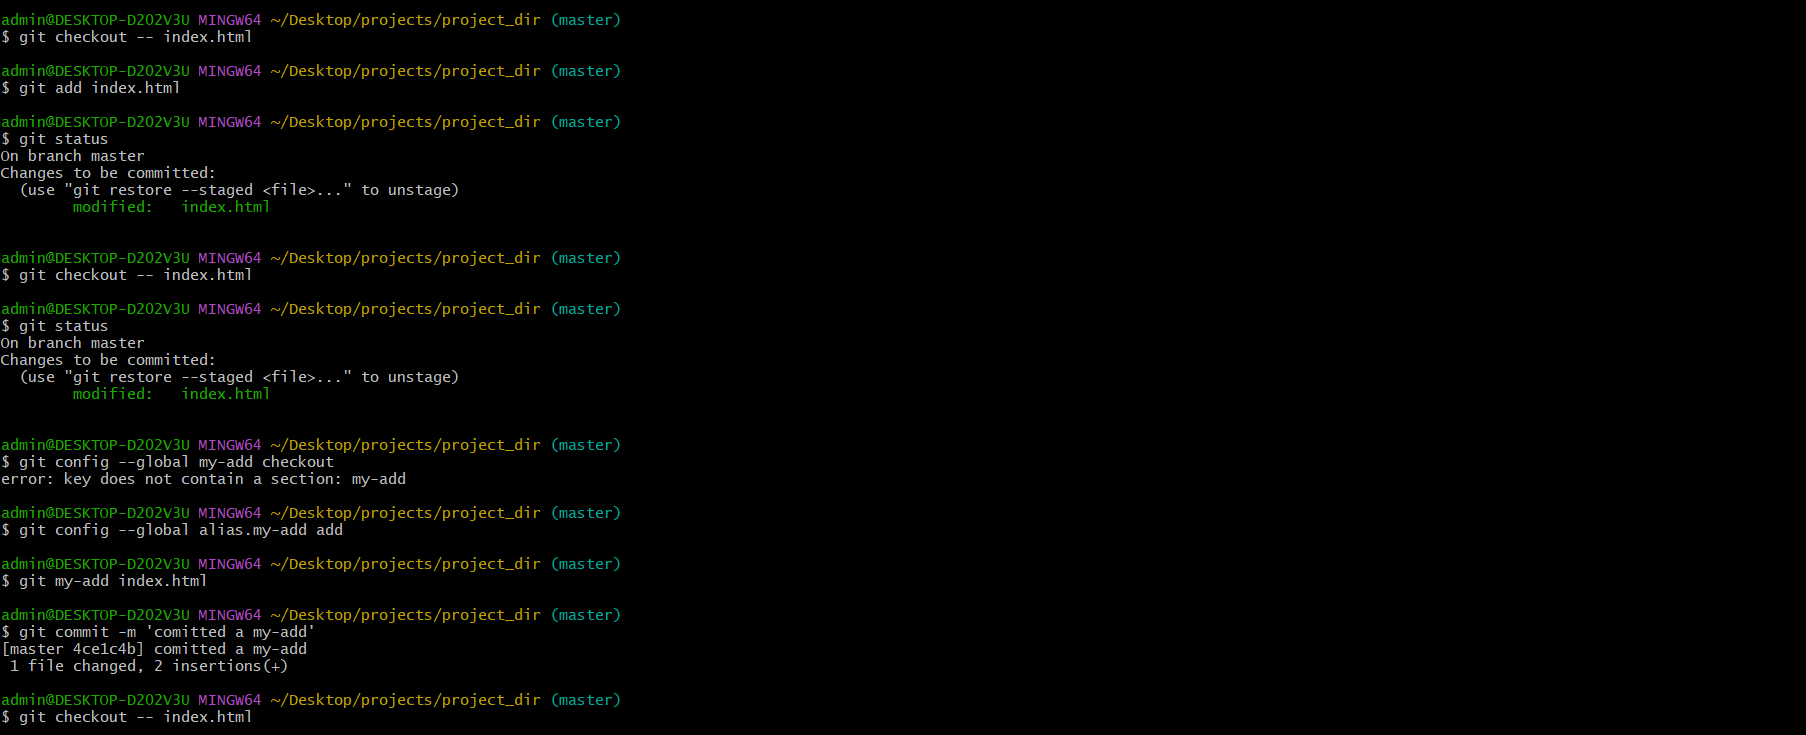 admin@DESKTOP-D202V3U MINGW64 ~/Desktop/projects/project_dir (master)
$ git checkout -- index.html
admin@DESKTOP-D202V3U MINGW64 ~/Desktop/projects/project_dir (master)
$ git add index.html
admin@DESKTOP-D202V3U MINGW64 ~/Desktop/projects/project_dir (master)
$ git status
On branch master
Changes to be committed:
  (use "git restore --staged <file>..." to unstage)
        modified:   index.html
admin@DESKTOP-D202V3U MINGW64 ~/Desktop/projects/project_dir (master)
$ git checkout -- index.html
admin@DESKTOP-D202V3U MINGW64 ~/Desktop/projects/project_dir (master)
$ git status
On branch master
Changes to be committed:
  (use "git restore --staged <file>..." to unstage)
        modified:   index.html
admin@DESKTOP-D202V3U MINGW64 ~/Desktop/projects/project_dir (master)
$ git config --global my-add checkout
error: key does not contain a section: my-add
admin@DESKTOP-D202V3U MINGW64 ~/Desktop/projects/project_dir (master)
$ git config --global alias.my-add add
admin@DESKTOP-D202V3U MINGW64 ~/Desktop/projects/project_dir (master)
$ git my-add index.html
admin@DESKTOP-D202V3U MINGW64 ~/Desktop/projects/project_dir (master)
$ git commit -m 'comitted a my-add'
[master 4ce1c4b] comitted a my-add
 1 file changed, 2 insertions(+)
admin@DESKTOP-D202V3U MINGW64 ~/Desktop/projects/project_dir (master)
$ git checkout -- index.html